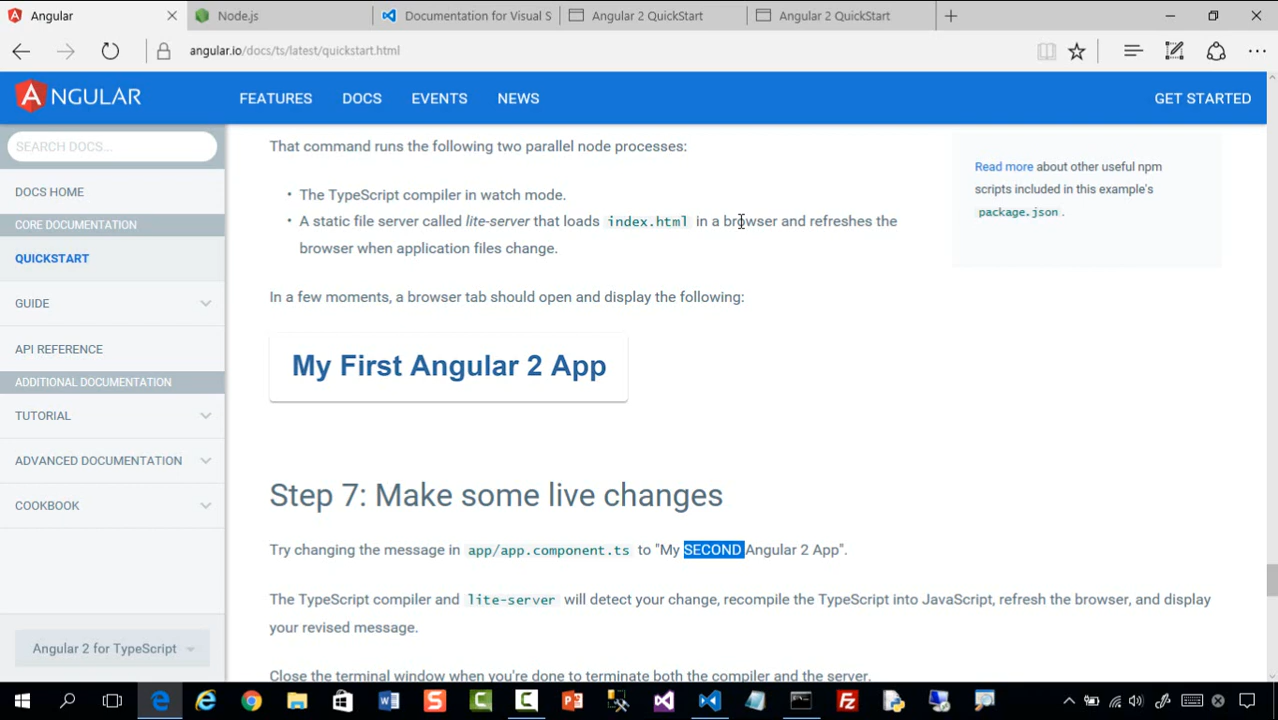 Angular
Node.js
Documentation for Visual S
Angular 2 QuickStart
Angular 2 QuickStart
angular.io/docs/ts/latest/quickstart.html
ANGULAR
FEATURES
DOCS
EVENTS
NEWS
GET STARTED
SEARCH DOCS...
DOCS HOME
CORE DOCUMENTATION
QUICKSTART
GUIDE
API REFERENCE
ADDITIONAL DOCUMENTATION
TUTORIAL
ADVANCED DOCUMENTATION
COOKBOOK
Angular 2 for TypeScript
That command runs the following two parallel node processes:
• The TypeScript compiler in watch mode.
• A static file server called lite-server that loads index.html in a browser and refreshes the
browser when application files change.
In a few moments, a browser tab should open and display the following:
My First Angular 2 App
Step 7: Make some live changes
Try changing the message in app/app.component.ts to "My SECOND Angular 2 App".
The TypeScript compiler and lite-server will detect your change, recompile the TypeScript into JavaScript, refresh the browser, and display
your revised message.
Close the terminal window when you're done to terminate both the compiler and the server.
Read more about other useful npm
scripts included in this example's
package.json .